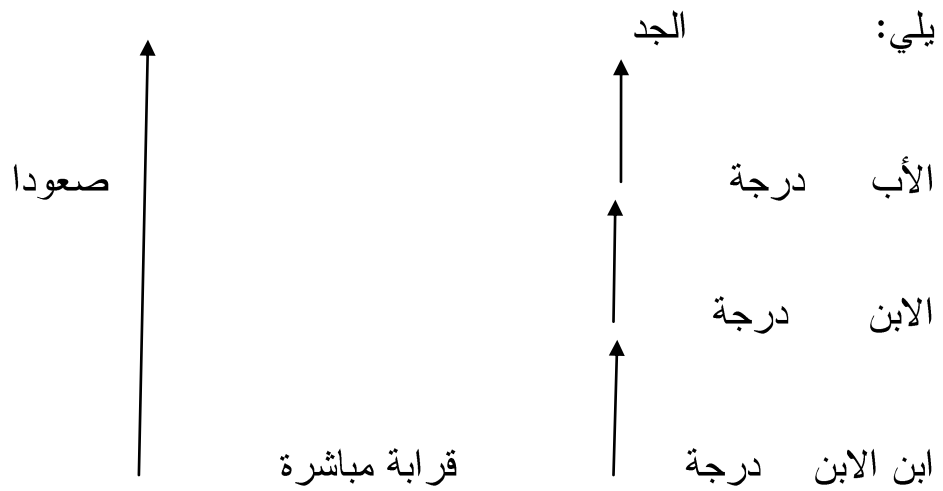 يلي: الجد
الأب درجة صعودا
الابن درجة
ابن الابن درجة قرابة مباشرة